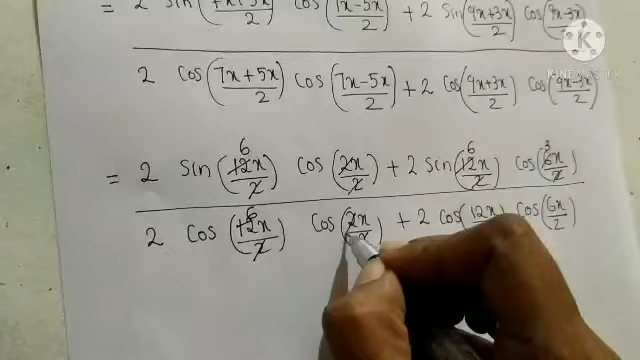 = 2 Sin(7x+5x/2) Cos(7x-5x/2) + 2 Sin(9x+3x/2) Cos(9x-3x/2)
2 Cos(7x+5x/2) Cos(7x-5x/2) + 2 Cos(9x+3x/2) Cos(9x-3x/2)
KINEMASTER
6 6 3
= 2 Sin(12x/2) Cos(2x/2) + 2 Sin(12x/2) Cos(6x/2)
6
2 Cos(12x/2) Cos(2x/2) + 2 Cos(12x Cos(6x/2)